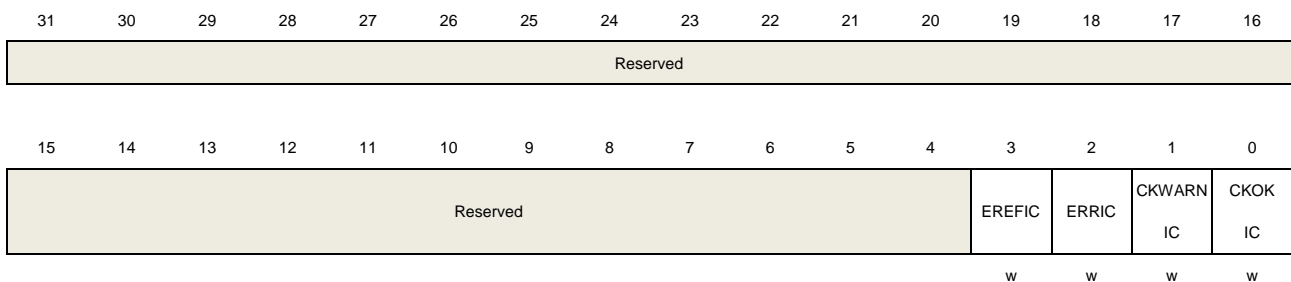 31 30 29 28 27 26 25 24 23 22 21 20 19 18 17 16
Reserved
15 14 13 12 11 10 9 8 7 6 5 4 3 2 1 0
Reserved EREFIC ERRIC CKWARN CKOK
IC IC
w w w w